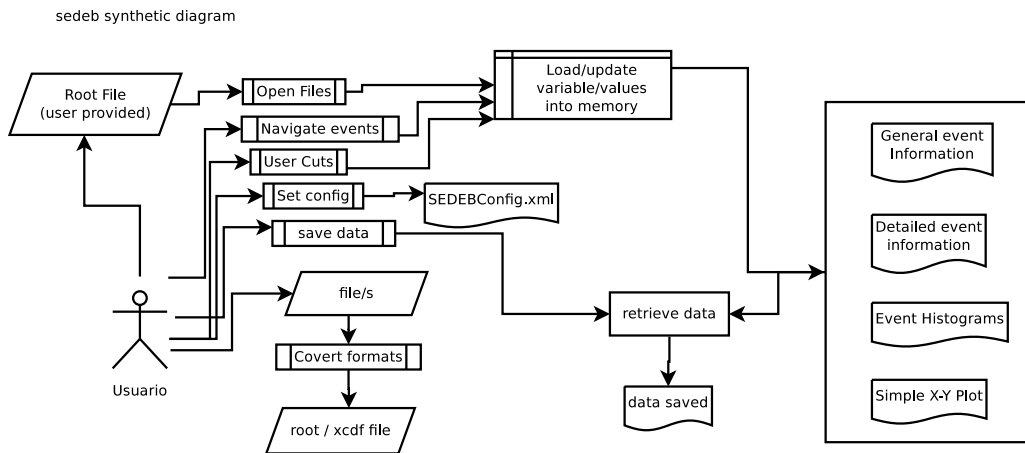 sedeb synthetic diagram
Root File
(user provided)
Open Files
Navigate events
User Cuts
Set config
save data
SEDEBConfig.xml
Load/update
variable/values
into memory
General event
Information
Detailed event
information
Event Histograms
Simple X-Y Plot
file/s
Covert formats
root / xcdf file
Usuario
retrieve data
data saved